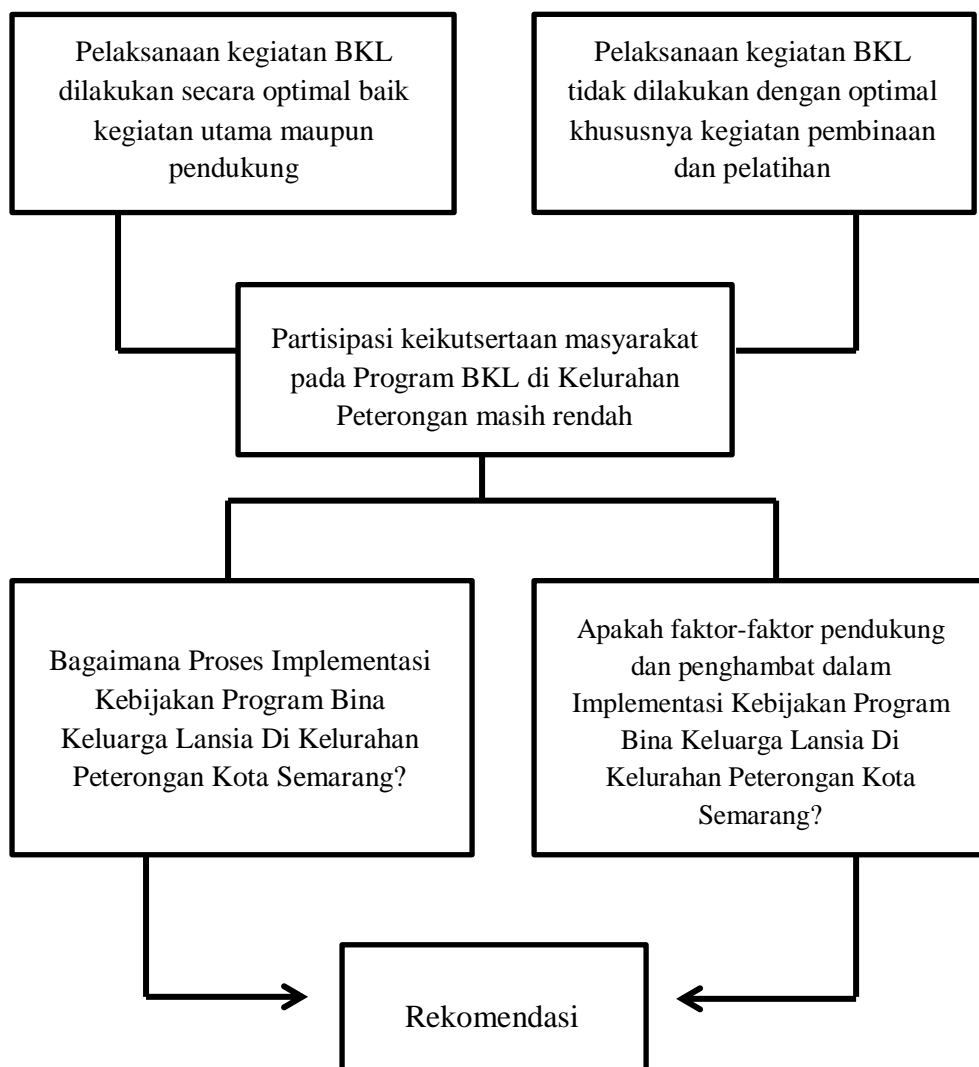 Pelaksanaan kegiatan BKL
dilakukan secara optimal baik
kegiatan utama maupun
pendukung
Pelaksanaan kegiatan BKL
tidak dilakukan dengan optimal
khususnya kegiatan pembinaan
dan pelatihan
Partisipasi keikutsertaan masyarakat
pada Program BKL di Kelurahan
Peterongan masih rendah
Bagaimana Proses Implementasi
Kebijakan Program Bina
Keluarga Lansia Di Kelurahan
Peterongan Kota Semarang?
Apakah faktor-faktor pendukung
dan penghambat dalam
Implementasi Kebijakan Program
Bina Keluarga Lansia Di
Kelurahan Peterongan Kota
Semarang?
Rekomendasi